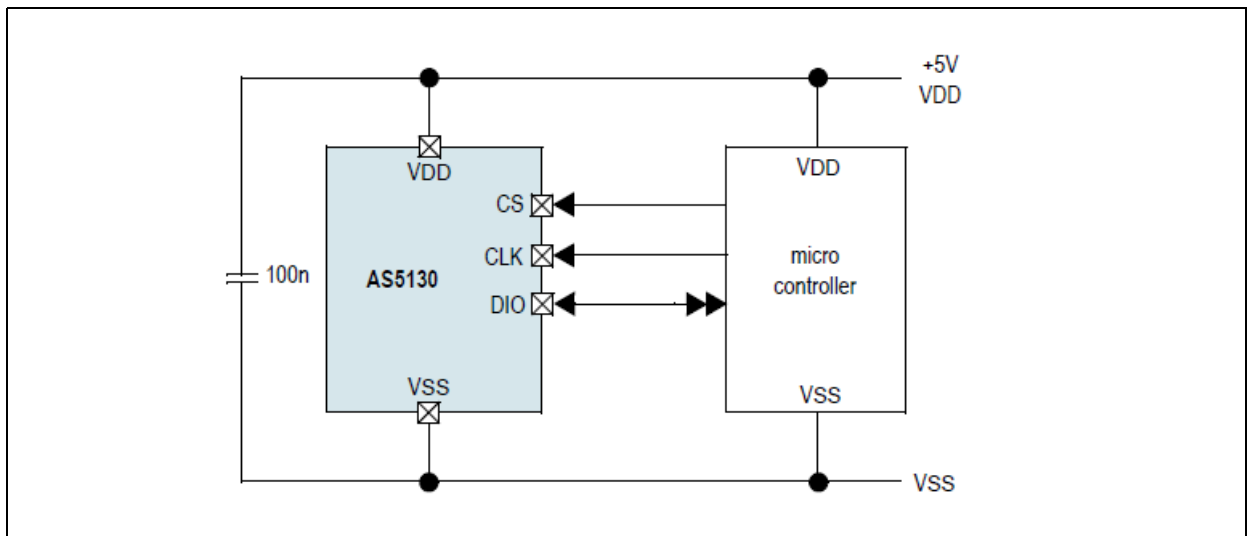 +5V
VDD
VDD
VDD
CS
CLK
micro
controller
100n
AS5130
DIO
VSS
VSS
VSS